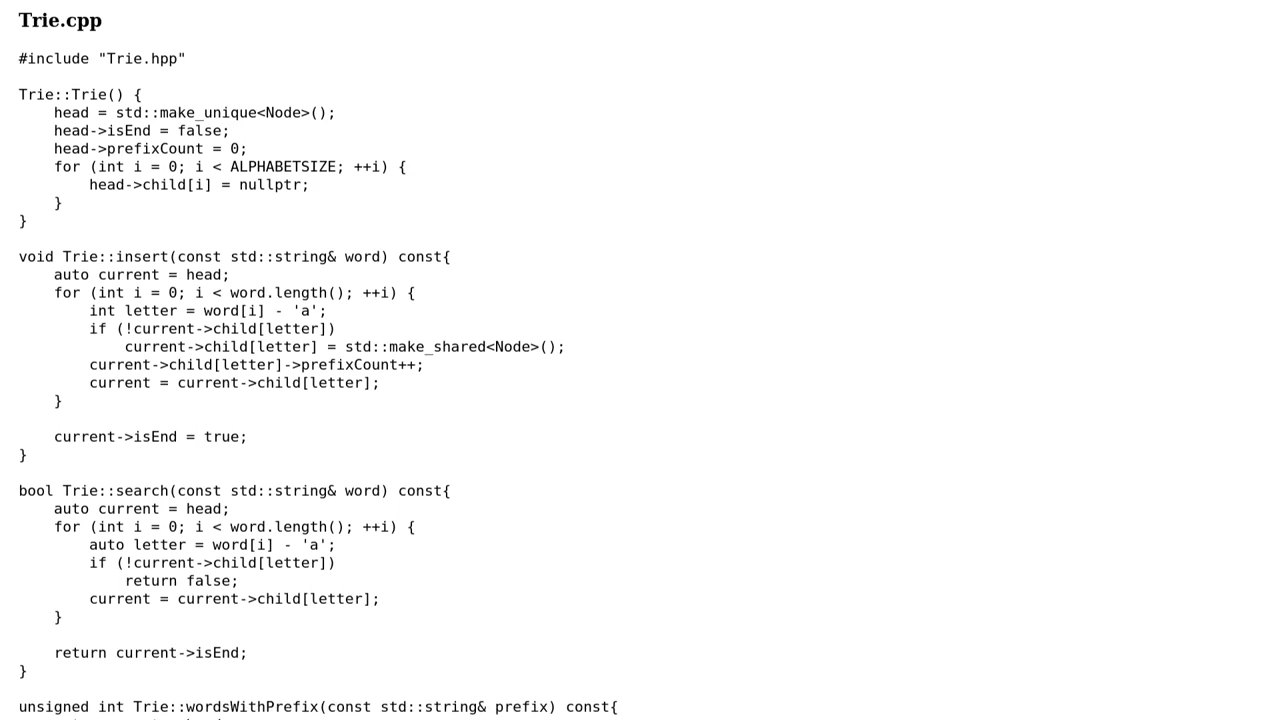 Trie.cpp
#include "Trie.hpp"
Trie::Trie() {
    head = std::make_unique<Node>();
    head->isEnd = false;
    head->prefixCount = 0;
    for (int i = 0; i < ALPHABETSIZE; ++i) {
        head->child[i] = nullptr;
    }
}
void Trie::insert(const std::string& word) const{
    auto current = head;
    for (int i = 0; i < word.length(); ++i) {
        int letter = word[i] - 'a';
        if (!current->child[letter])
            current->child[letter] = std::make_shared<Node>();
        current->child[letter]->prefixCount++;
        current = current->child[letter];
    }
    current->isEnd = true;
}
bool Trie::search(const std::string& word) const{
    auto current = head;
    for (int i = 0; i < word.length(); ++i) {
        auto letter = word[i] - 'a';
        if (!current->child[letter])
            return false;
        current = current->child[letter];
    }
    return current->isEnd;
}
unsigned int Trie::wordsWithPrefix(const std::string& prefix) const{